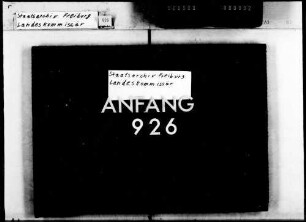 Staatsarchiv Freiburg
Landeskommissär
Staatsarchiv Freiburg
Landeskommissär
ANFANG
926